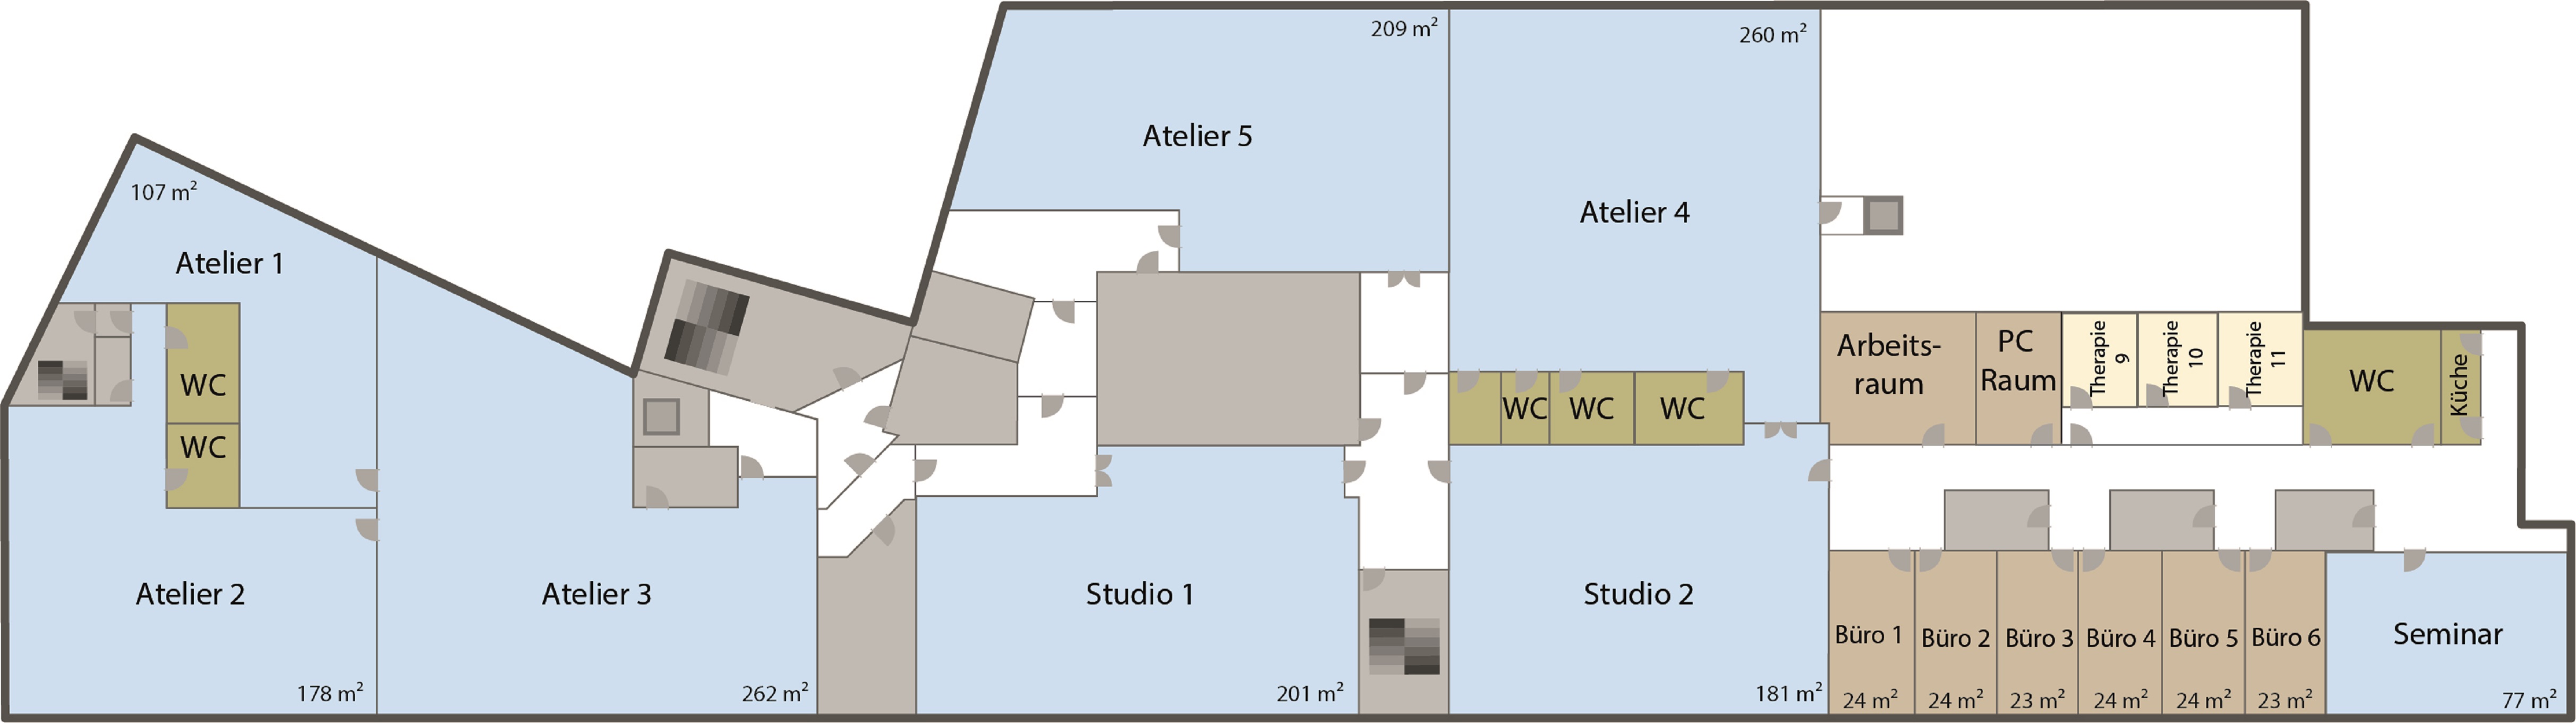 209 m²
260 m²
Atelier 5
107 m²
Atelier 4
Atelier 1
Arbeits-
raum
PC
Raum
Therapie
9
Therapie
10
Therapie
11
WC
Küche
WC
WC
WC
WC
WC
Atelier 2
Atelier 3
Studio 1
Studio 2
Büro 1
Büro 2
Büro 3
Büro 4
Büro 5
Büro 6
Seminar
178 m²
262 m²
201 m²
181 m²
24 m²
24 m²
23 m²
24 m²
24 m²
23 m²
77 m²